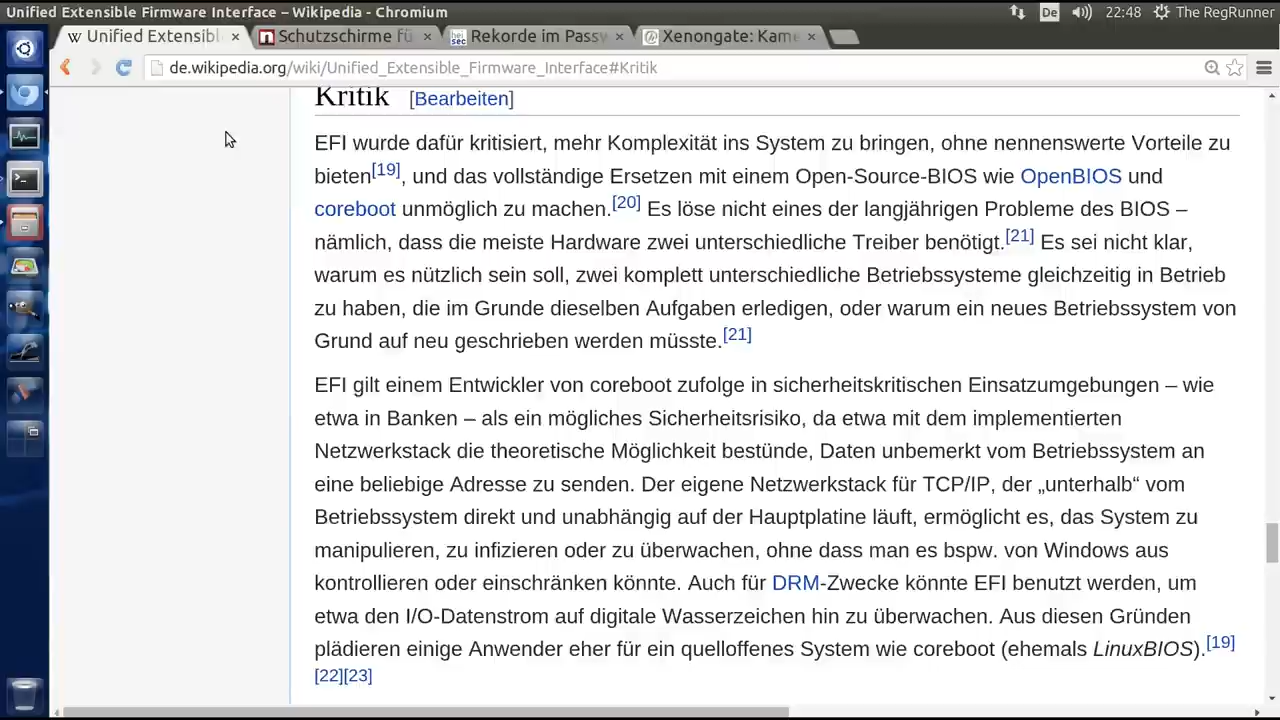 Unified Extensible Firmware Interface – Wikipedia - Chromium
De
22:48
The RegRunner
W Unified Extensibl
Schutzschirme fü
hei sec Rekorde im Passw
Xenongate: Kame
de.wikipedia.org/wiki/Unified_Extensible_Firmware_Interface#Kritik
Kritik [Bearbeiten]
EFI wurde dafür kritisiert, mehr Komplexität ins System zu bringen, ohne nennenswerte Vorteile zu
bieten[19], und das vollständige Ersetzen mit einem Open-Source-BIOS wie OpenBIOS und
coreboot unmöglich zu machen.[20] Es löse nicht eines der langjährigen Probleme des BIOS –
nämlich, dass die meiste Hardware zwei unterschiedliche Treiber benötigt.[21] Es sei nicht klar,
warum es nützlich sein soll, zwei komplett unterschiedliche Betriebssysteme gleichzeitig in Betrieb
zu haben, die im Grunde dieselben Aufgaben erledigen, oder warum ein neues Betriebssystem von
Grund auf neu geschrieben werden müsste.[21]
EFI gilt einem Entwickler von coreboot zufolge in sicherheitskritischen Einsatzumgebungen – wie
etwa in Banken – als ein mögliches Sicherheitsrisiko, da etwa mit dem implementierten
Netzwerkstack die theoretische Möglichkeit bestünde, Daten unbemerkt vom Betriebssystem an
eine beliebige Adresse zu senden. Der eigene Netzwerkstack für TCP/IP, der „unterhalb“ vom
Betriebssystem direkt und unabhängig auf der Hauptplatine läuft, ermöglicht es, das System zu
manipulieren, zu infizieren oder zu überwachen, ohne dass man es bspw. von Windows aus
kontrollieren oder einschränken könnte. Auch für DRM-Zwecke könnte EFI benutzt werden, um
etwa den I/O-Datenstrom auf digitale Wasserzeichen hin zu überwachen. Aus diesen Gründen
plädieren einige Anwender eher für ein quelloffenes System wie coreboot (ehemals LinuxBIOS).[19]
[22][23]